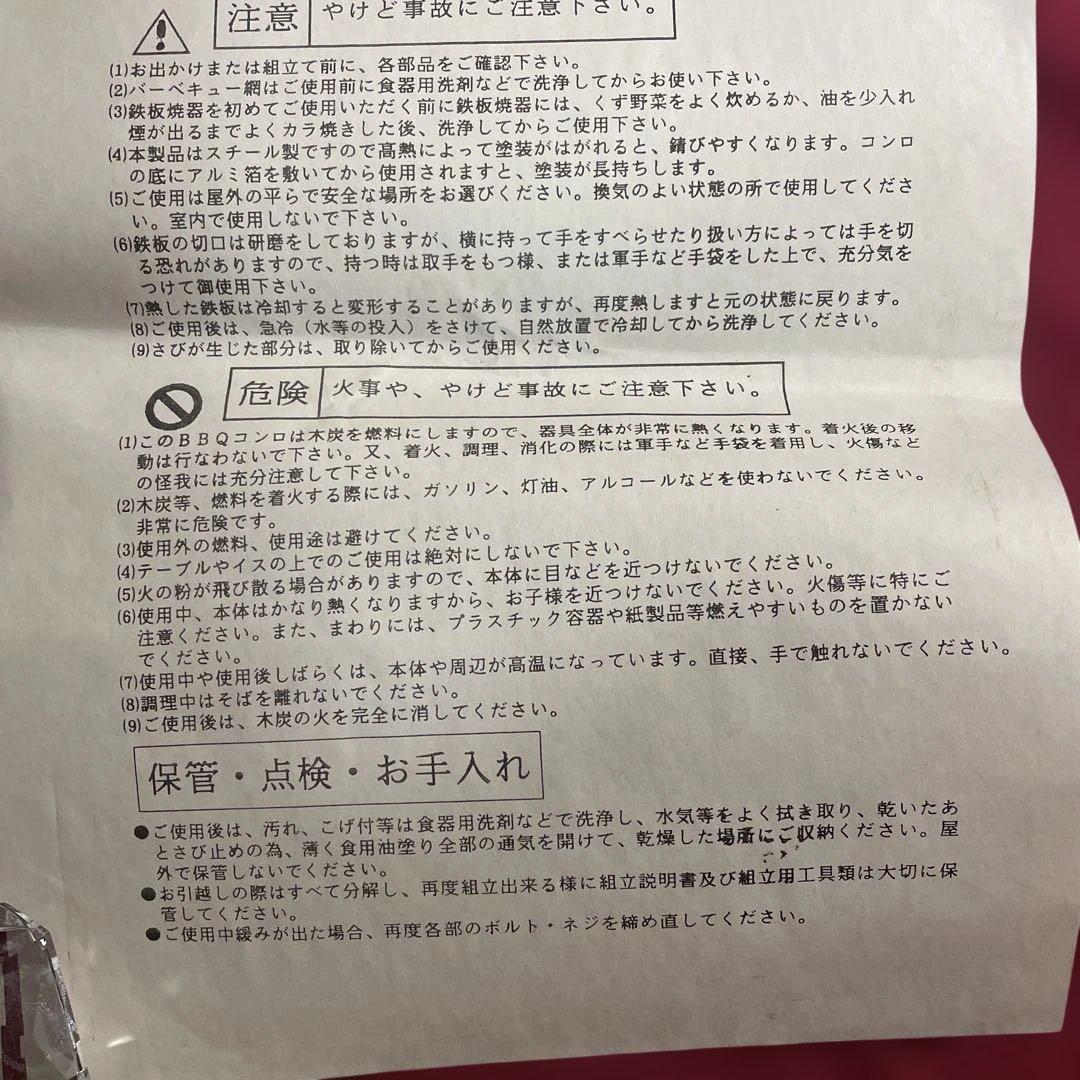 注意 やけど事故にご注意下さい。
(1)お出かけまたは組立て前に、各部品をご確認下さい。
(2)バーベキュー網はご使用前に食器用洗剤などで洗浄してからお使い下さい。
(3)鉄板焼器を初めてご使用いただく前に鉄板焼器には、くず野菜をよく炊めるか、油を少入れ
煙が出るまでよくカラ焼きした後、洗浄してからご使用下さい。
(4)本製品はスチール製ですので高熱によって塗装がはがれると、錆びやすくなります。コンロ
の底にアルミ箔を敷いてから使用されますと、塗装が長持ちします。
(5)ご使用は屋外の平らで安全な場所をお選びください。換気のよい状態の所で使用してくださ
い。室内で使用しないで下さい。
(6)鉄板の切口は研磨をしておりますが、横に持って手をすべらせたり扱い方によっては手を切
る恐れがありますので、持つ時は取手をもつ様、または軍手など手袋をした上で、充分気を
つけて御使用下さい。
(7)熱した鉄板は冷却すると変形することがありますが、再度熱しますと元の状態に戻ります。
(8)ご使用後は、急冷（水等の投入）をさけて、自然放置で冷却してから洗浄してください。
(9)さびが生じた部分は、取り除いてからご使用ください。
危険 火事や、やけど事故にご注意下さい。
(1)このＢＢＱコンロは木炭を燃料にしますので、器具全体が非常に熱くなります。着火後の移
動は行なわないで下さい。又、着火、調理、消化の際には軍手など手袋を着用し、火傷など
の怪我には充分注意して下さい。
(2)木炭等、燃料を着火する際には、ガソリン、灯油、アルコールなどを使わないでください。
非常に危険です。
(3)使用外の燃料、使用途は避けてください。
(4)テーブルやイスの上でのご使用は絶対にしないで下さい。
(5)火の粉が飛び散る場合がありますので、本体に目などを近つけないでください。
(6)使用中、本体はかなり熱くなりますから、お子様を近つけないでください。火傷等に特にご
注意ください。また、まわりには、プラスチック容器や紙製品等燃えやすいものを置かない
でください。
(7)使用中や使用後しばらくは、本体や周辺が高温になっています。直接、手で触れないでください。
(8)調理中はそばを離れないでください。
(9)ご使用後は、木炭の火を完全に消してください。
保管・点検・お手入れ
●ご使用後は、汚れ、こげ付等は食器用洗剤などで洗浄し、水気等をよく拭き取り、乾いたあ
とさび止めの為、薄く食用油塗り全部の通気を開けて、乾燥した場所にご収納ください。屋
外で保管しないでください。
●お引越しの際はすべて分解し、再度組立出来る様に組立説明書及び組立用工具類は大切に保
管してください。
●ご使用中緩みが出た場合、再度各部のボルト・ネジを締め直してください。